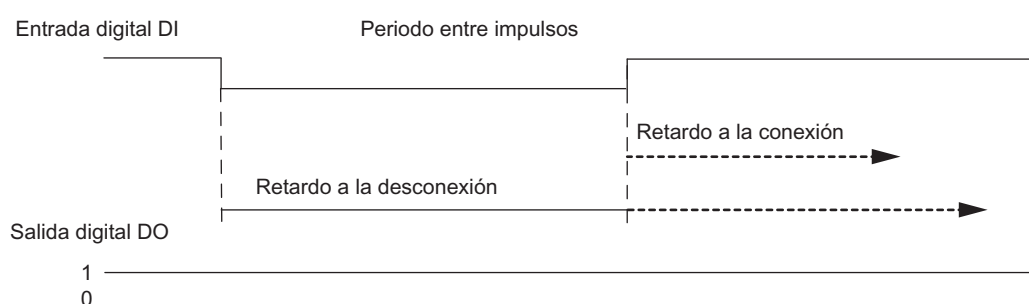 Entrada digital DI
Periodo entre impulsos
Retardo a la conexión
Retardo a la desconexión
Salida digital DO
1
0